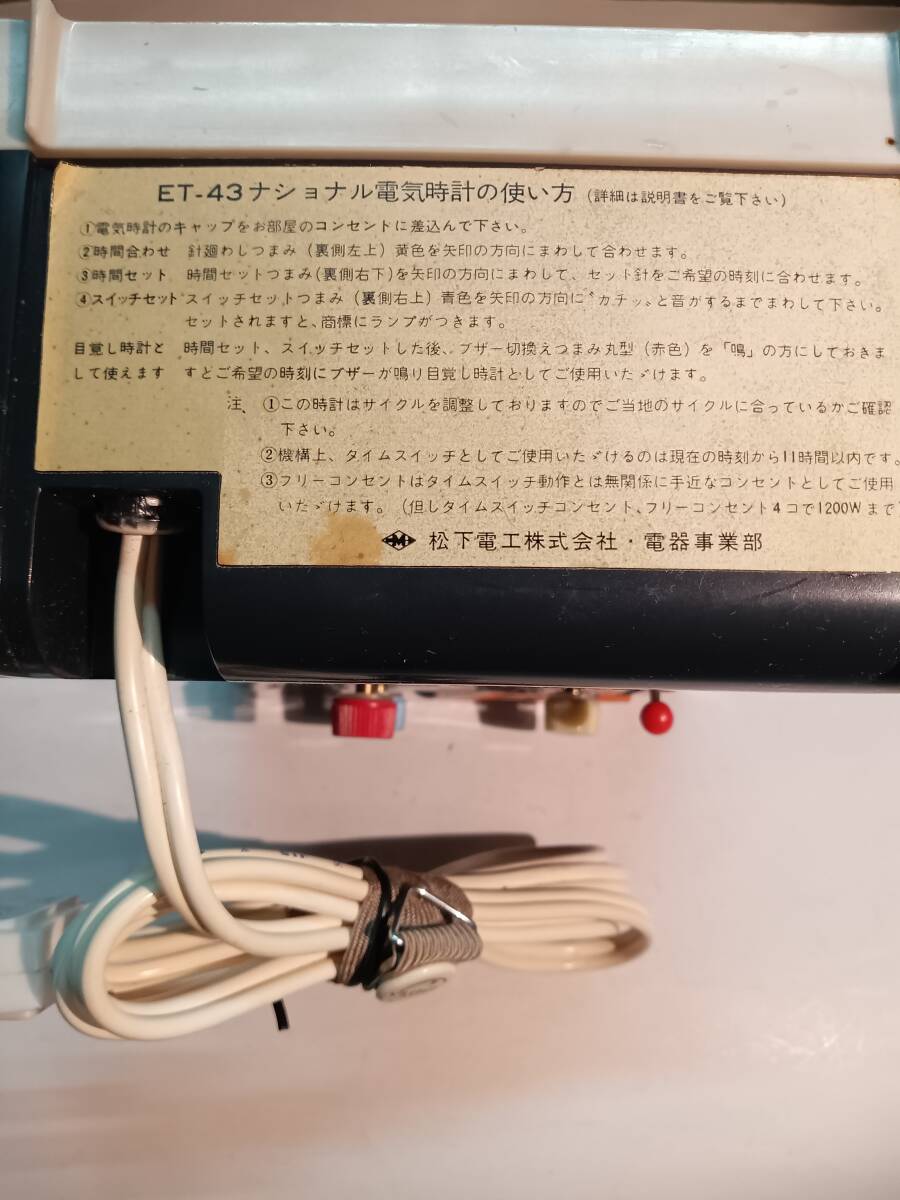 ET-43ナショナル電気時計の使い方 (詳細は説明書をご覧下さい)
①電気時計のキャップをお部屋のコンセントに差込んで下さい。
②時間合わせ 針廻わしつまみ(裏側左上)黄色を矢印の方向にまわして合わせます。
③時間セット 時間セットつまみ(裏側右下)を矢印の方向にまわして、セット針をご希望の時刻に合わせます。
④スイッチセット スイッチセットつまみ(裏側右上)青色を矢印の方向に〝カチッ〟と音がするまでまわして下さい。
セットされますと、商標にランプがつきます。
目覚し時計と 時間セット、スイッチセットした後、ブザー切換えつまみ丸型(赤色)を「鳴」の方にしておきま
して使えます すとご希望の時刻にブザーが鳴り目覚し時計としてご使用いたゞけます。
注、①この時計はサイクルを調整しておりますのでご当地のサイクルに合っているかご確認
下さい。
②機構上、タイムスイッチとしてご使用いたゞけるのは現在の時刻から11時間以内です。
③フリーコンセントはタイムスイッチ動作とは無関係に手近なコンセントとしてご使用
いたゞけます。(但しタイムスイッチコンセント、フリーコンセント4コで1200Wまで)
M 松下電工株式会社・電器事業部